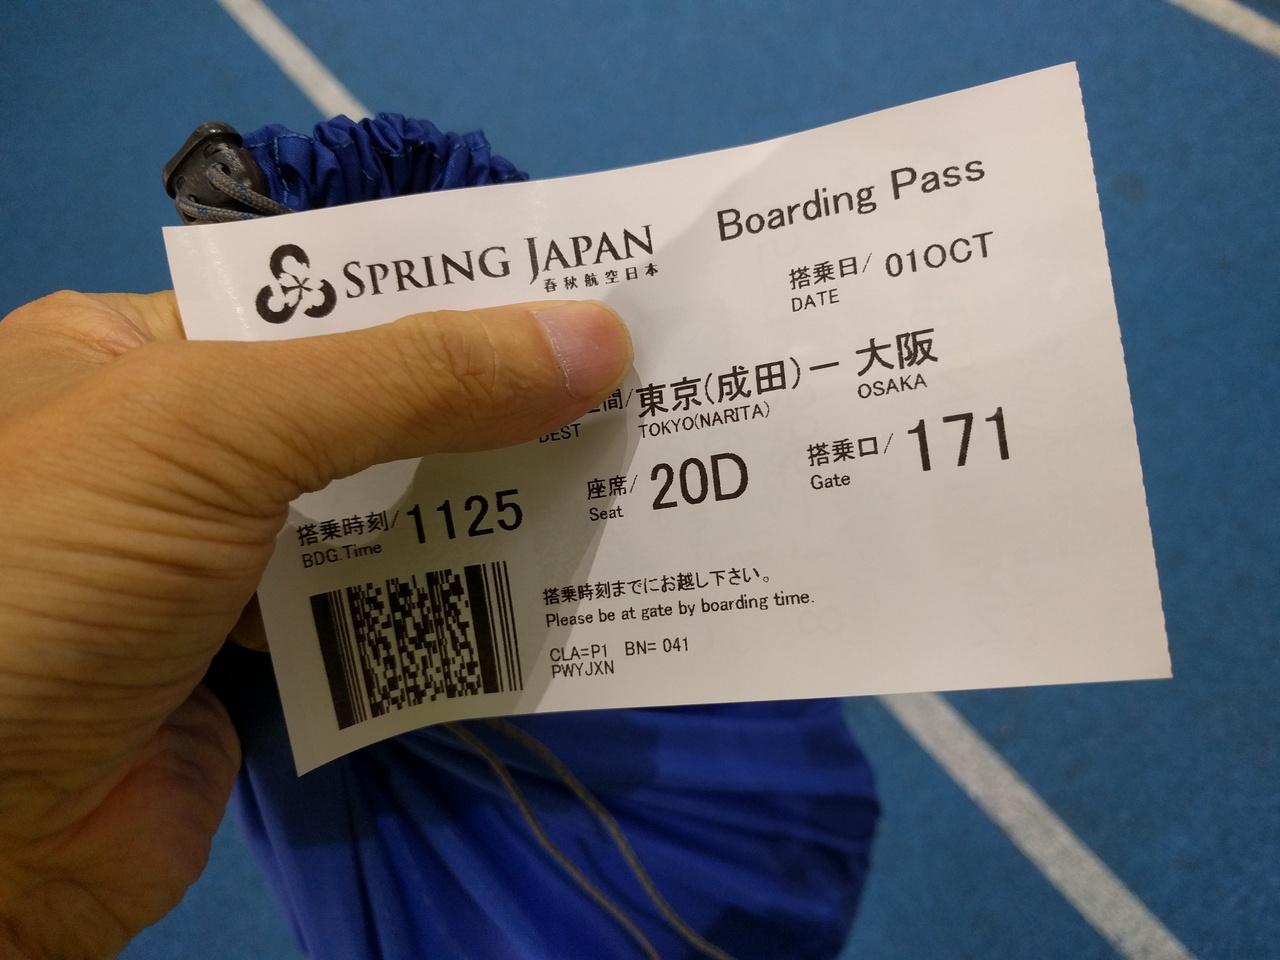 SPRING JAPAN
春秋航空日本
Boarding Pass
搭乗日/ 01OCT
DATE
間/東京(成田)－大阪
DEST TOKYO(NARITA) OSAKA
搭乗時刻/1125 座席/20D 搭乗口/171
BDG.Time Seat Gate
搭乗時刻までにお越し下さい。
Please be at gate by boarding time.
CLA=P1 BN= 041
PWYJXN